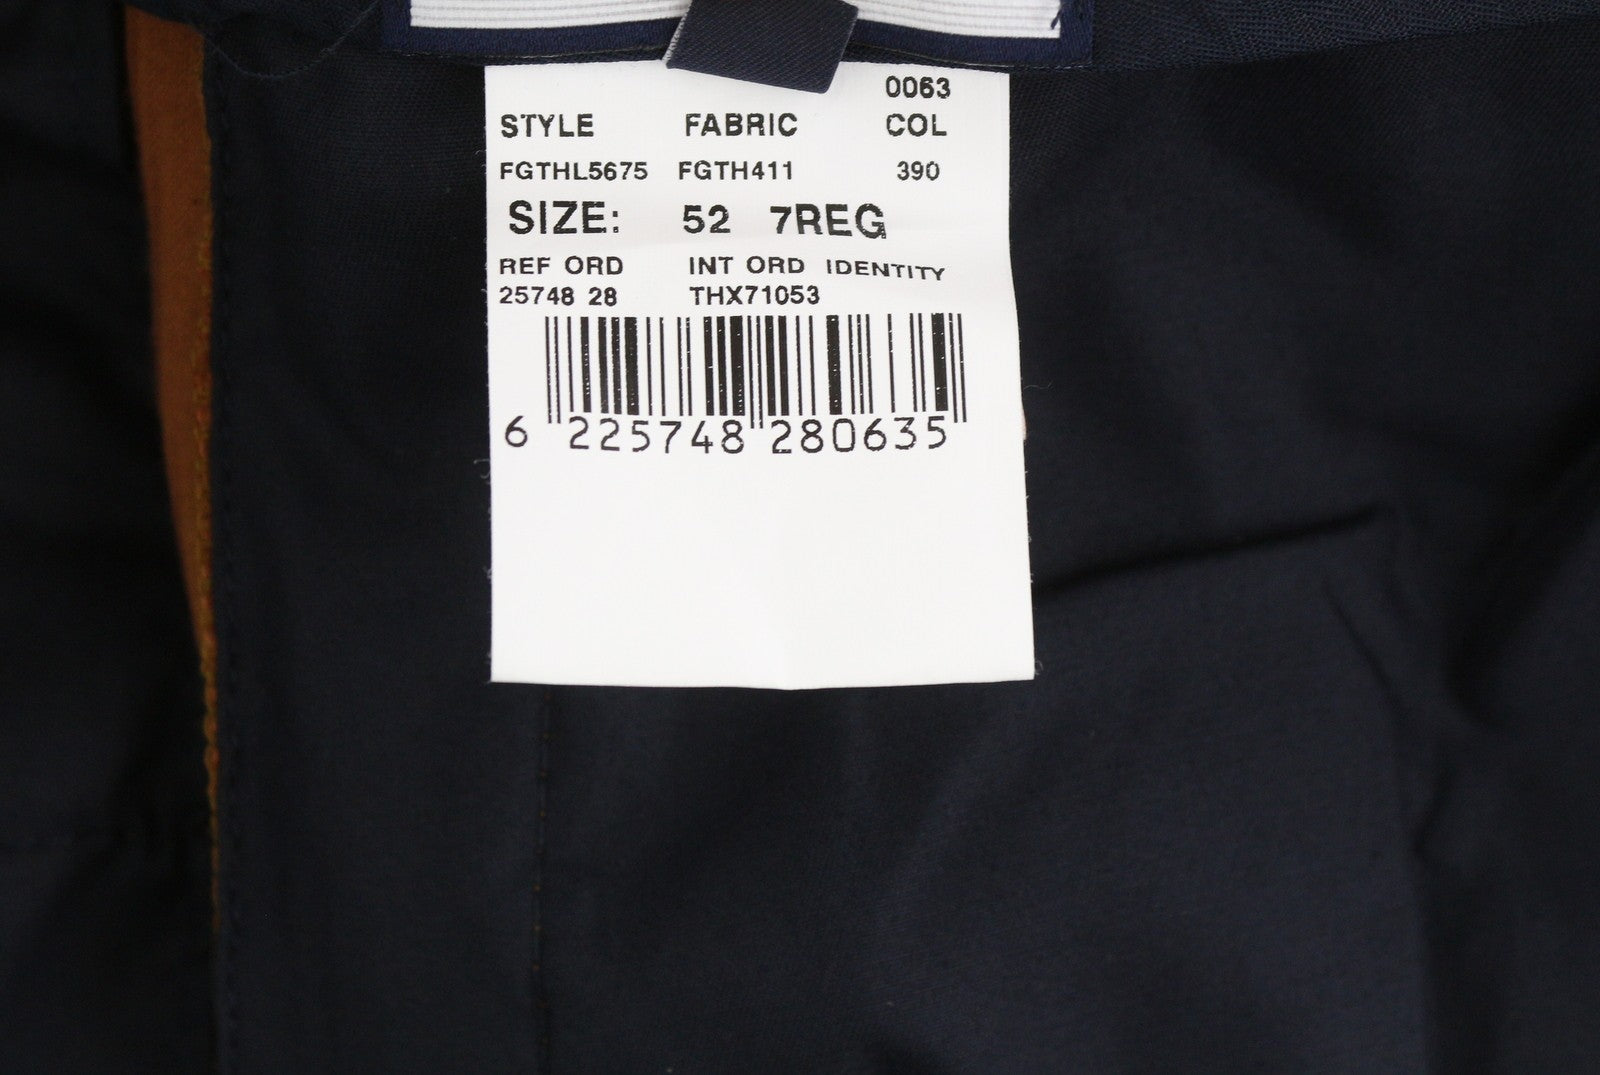 0063
STYLE FABRIC COL
FGTHL5675 FGTH411 390
SIZE: 52 7REG
REF ORD INT ORD IDENTITY
25748 28 THX71053
6 225748 280635